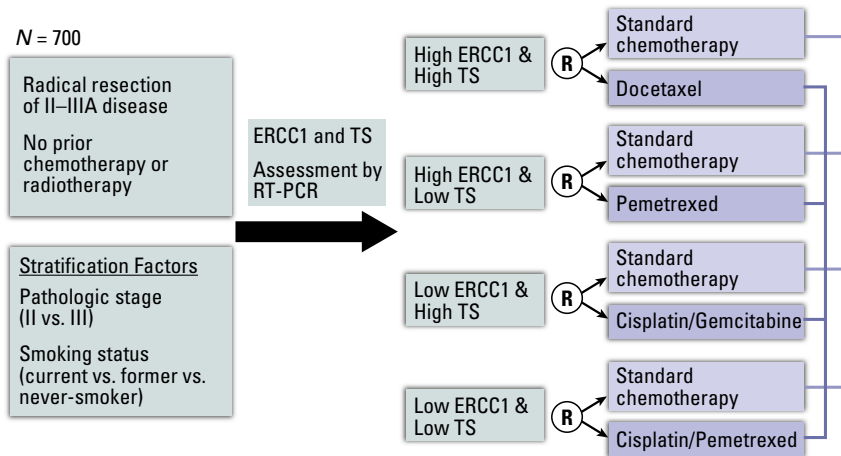 N = 700
Radical resection
of II–IIIA disease
No prior
chemotherapy or
radiotherapy
Stratification Factors
Pathologic stage
(II vs. III)
Smoking status
(current vs. former vs.
never-smoker)
ERCC1 and TS
Assessment by
RT-PCR
High ERCC1 &
High TS
R
Standard
chemotherapy
Docetaxel
High ERCC1 &
Low TS
R
Standard
chemotherapy
Pemetrexed
Low ERCC1 &
High TS
R
Standard
chemotherapy
Cisplatin/Gemcitabine
Low ERCC1 &
Low TS
R
Standard
chemotherapy
Cisplatin/Pemetrexed